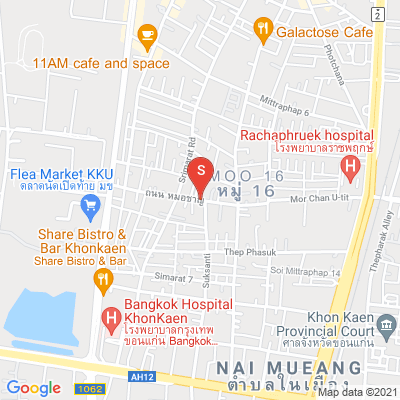 2
Galactose Cafe
11AM cafe and space
Photchana
Mittraphap 6
Simarat Rd
Rachaphruek hospital
โรงพยาบาลราชพฤกษ์
H
S
MOO 16
หมู่ 16
Flea Market KKU
ตลาดนัดเปิดท้าย มข
ถนน หมอชาญ
Mor Chan U-tit
Share Bistro &
Bar Khonkaen
Share Bistro & Bar
Thepharak Alley
Thep Phasuk
Suksanti
Simarat 7
Soi Mittraphap 14
Bangkok Hospital
KhonKaen
โรงพยาบาลกรุงเทพ
ขอนแก่น Bangkok...
H
Khon Kaen
Provincial Court
ศาลจังหวัดขอนแก่น
NAI MUEANG
ตำบลในเมือง
AH12
1062
Google
Map data ©2021